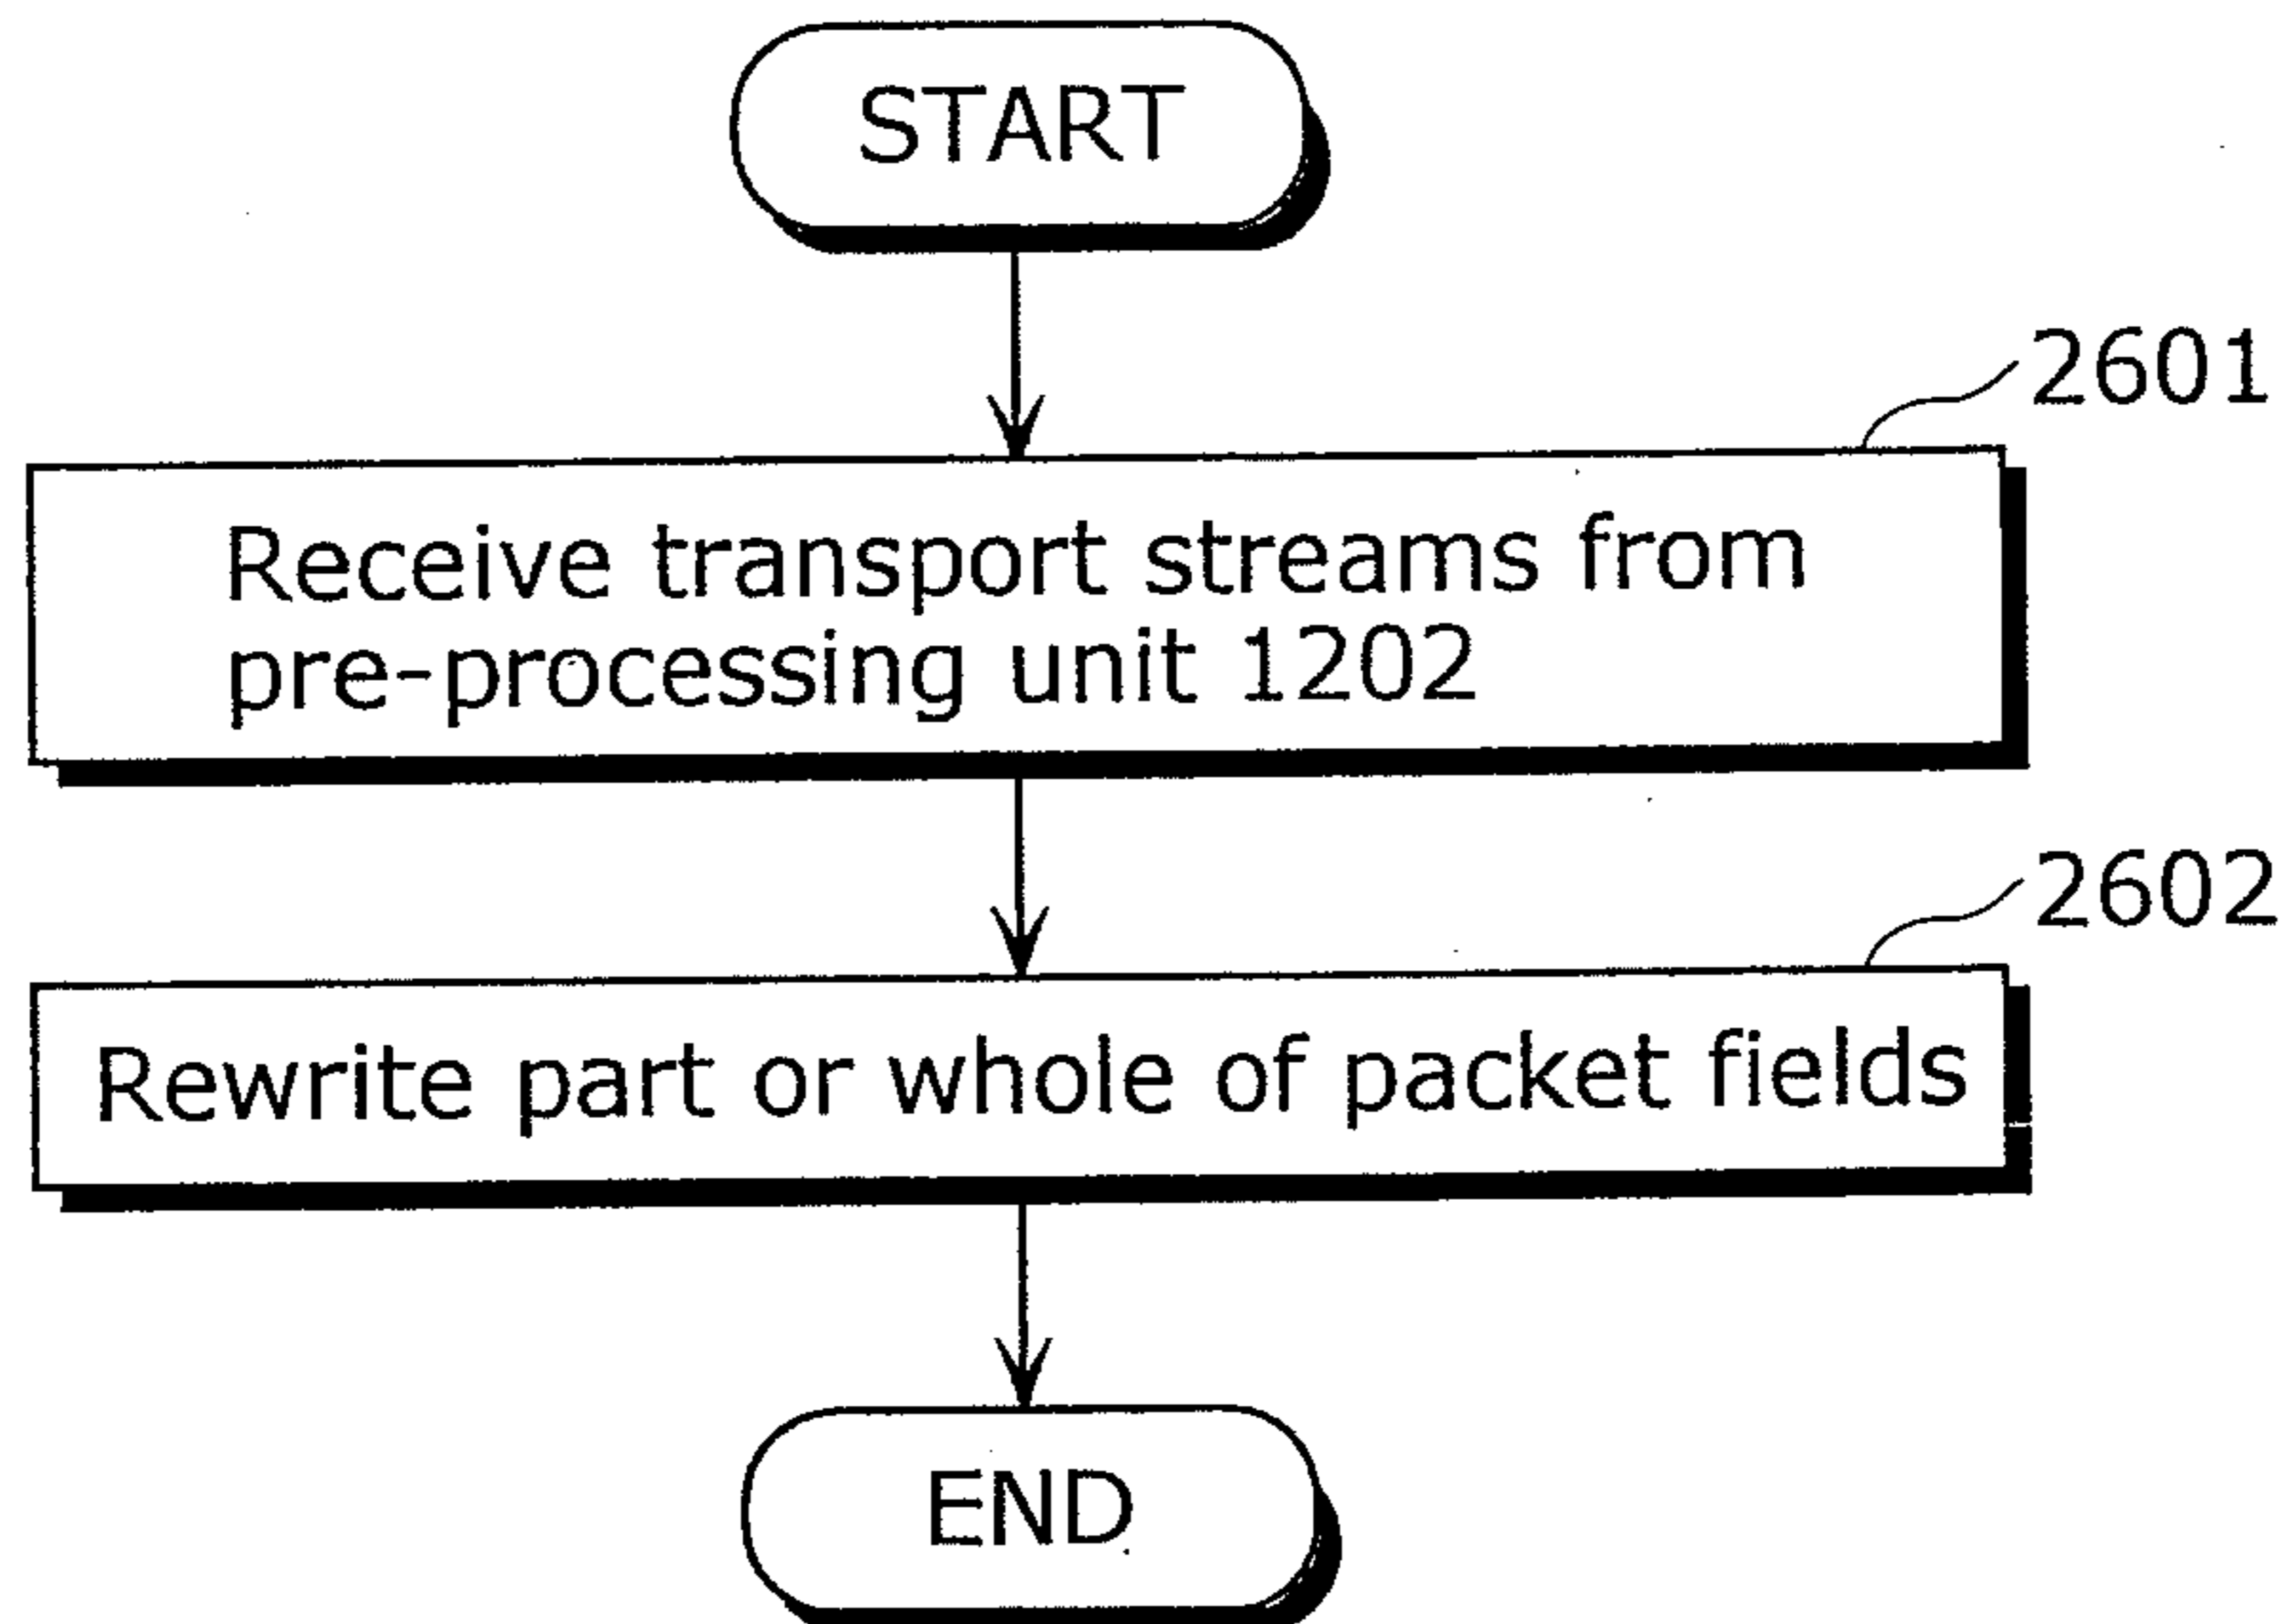 START
2601
Receive transport streams from
pre-processing unit 1202
2602
Rewrite part or whole of packet fields
END